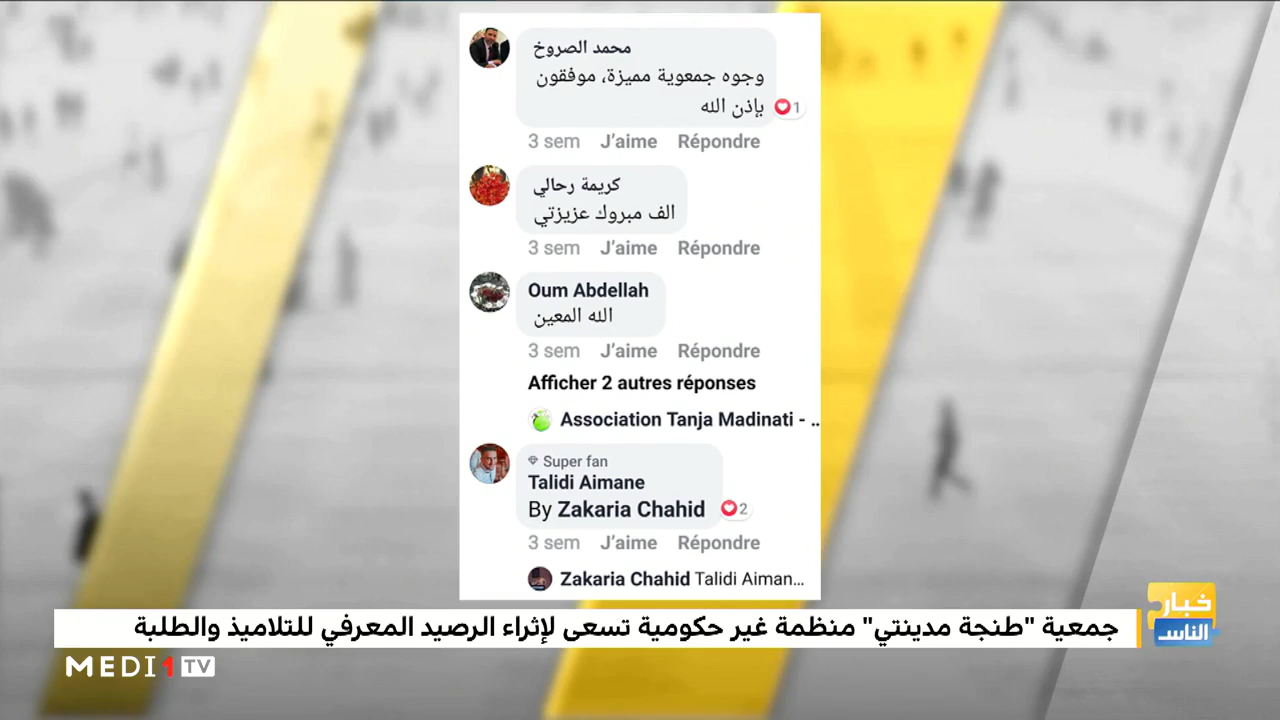 محمد الصروخ
وجوه جمعوية مميزة، موفقون
بإذن الله
1
3 sem J'aime Répondre
كريمة رحالي
الف مبروك عزيزتي
3 sem J'aime Répondre
Oum Abdellah
الله المعين
3 sem J'aime Répondre
Afficher 2 autres réponses
Association Tanja Madinati - ..
Super fan
Talidi Aimane
By Zakaria Chahid
2
3 sem J'aime Répondre
Zakaria Chahid Talidi Aiman...
خبار
الناس
جمعية "طنجة مدينتي" منظمة غير حكومية تسعى لإثراء الرصيد المعرفي للتلاميذ والطلبة
MEDI1TV